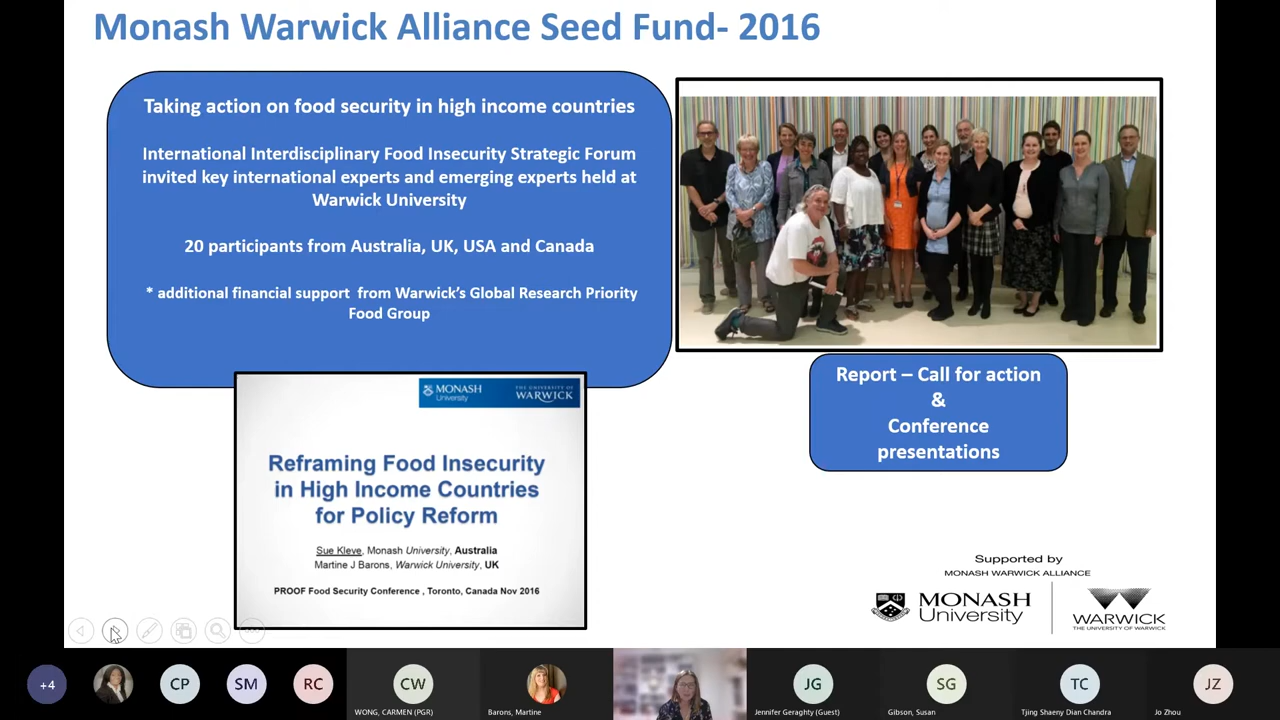 Monash Warwick Alliance Seed Fund- 2016
Taking action on food security in high income countries
International Interdisciplinary Food Insecurity Strategic Forum
invited key international experts and emerging experts held at
Warwick University
20 participants from Australia, UK, USA and Canada
* additional financial support from Warwick's Global Research Priority
Food Group
Report – Call for action
&
Conference
presentations
MONASH
University
THE UNIVERSITY OF
WARWICK
Reframing Food Insecurity
in High Income Countries
for Policy Reform
Sue Kleve, Monash University, Australia
Martine J Barons, Warwick University, UK
PROOF Food Security Conference , Toronto, Canada Nov 2016
Supported by
MONASH WARWICK ALLIANCE
MONASH
University
WARWICK
THE UNIVERSITY OF WARWICK
+4
CP
SM
RC
CW
WONG, CARMEN (PGR)
Barons, Martine
JG
Jennifer Geraghty (Guest)
SG
Gibson, Susan
TC
Tjing Shaeny Dian Chandra
JZ
Jo Zhou